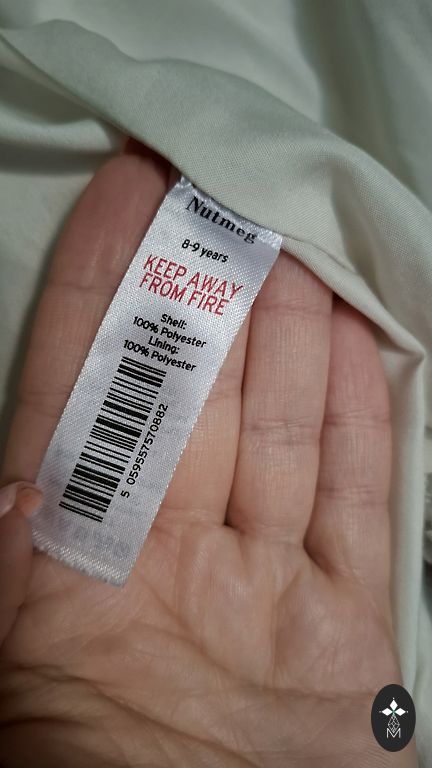 Nutmeg
8-9 years
KEEP AWAY
FROM FIRE
Shell:
100% Polyester
Lining:
100% Polyester
5 059557570882
M